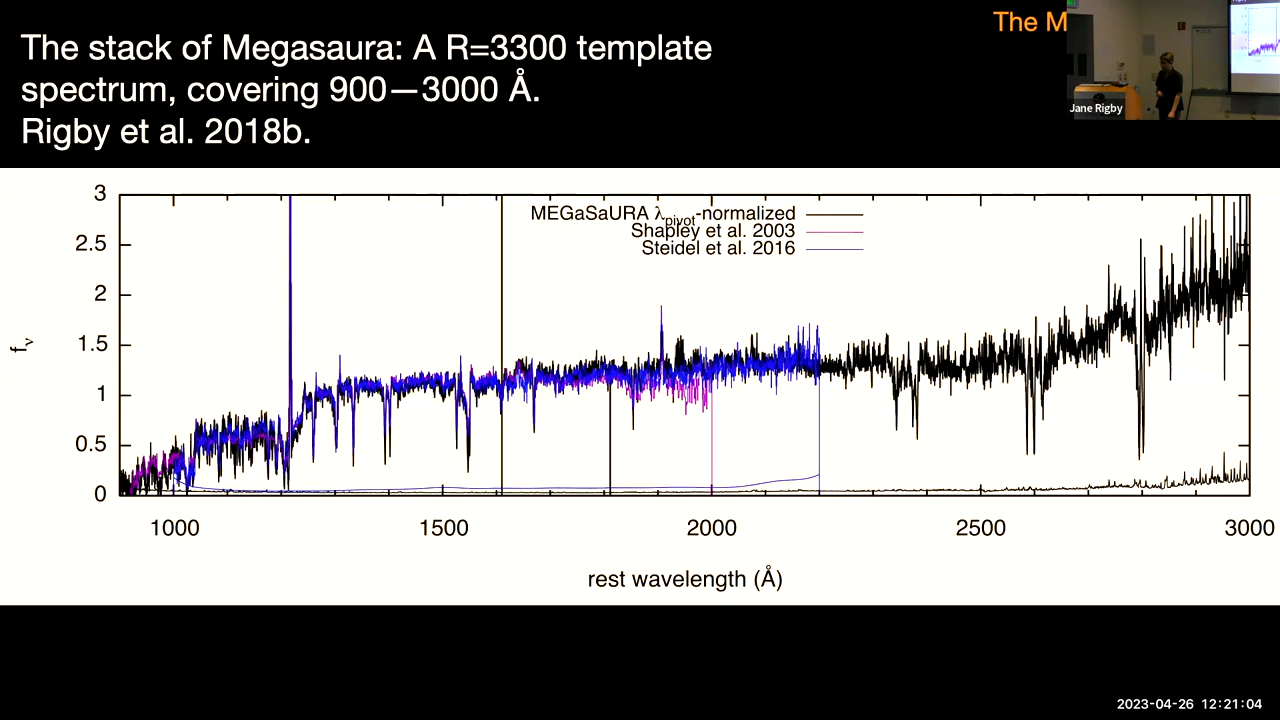 The stack of Megasaura: A R=3300 template
spectrum, covering 900—3000 Å.
Rigby et al. 2018b.
The M
Jane Rigby
MEGaSaURA λpivot-normalized
Shapley et al. 2003
Steidel et al. 2016
3
2.5
2
1.5
1
0.5
0
fν
1000 1500 2000 2500 3000
rest wavelength (Å)
2023-04-26 12:21:04